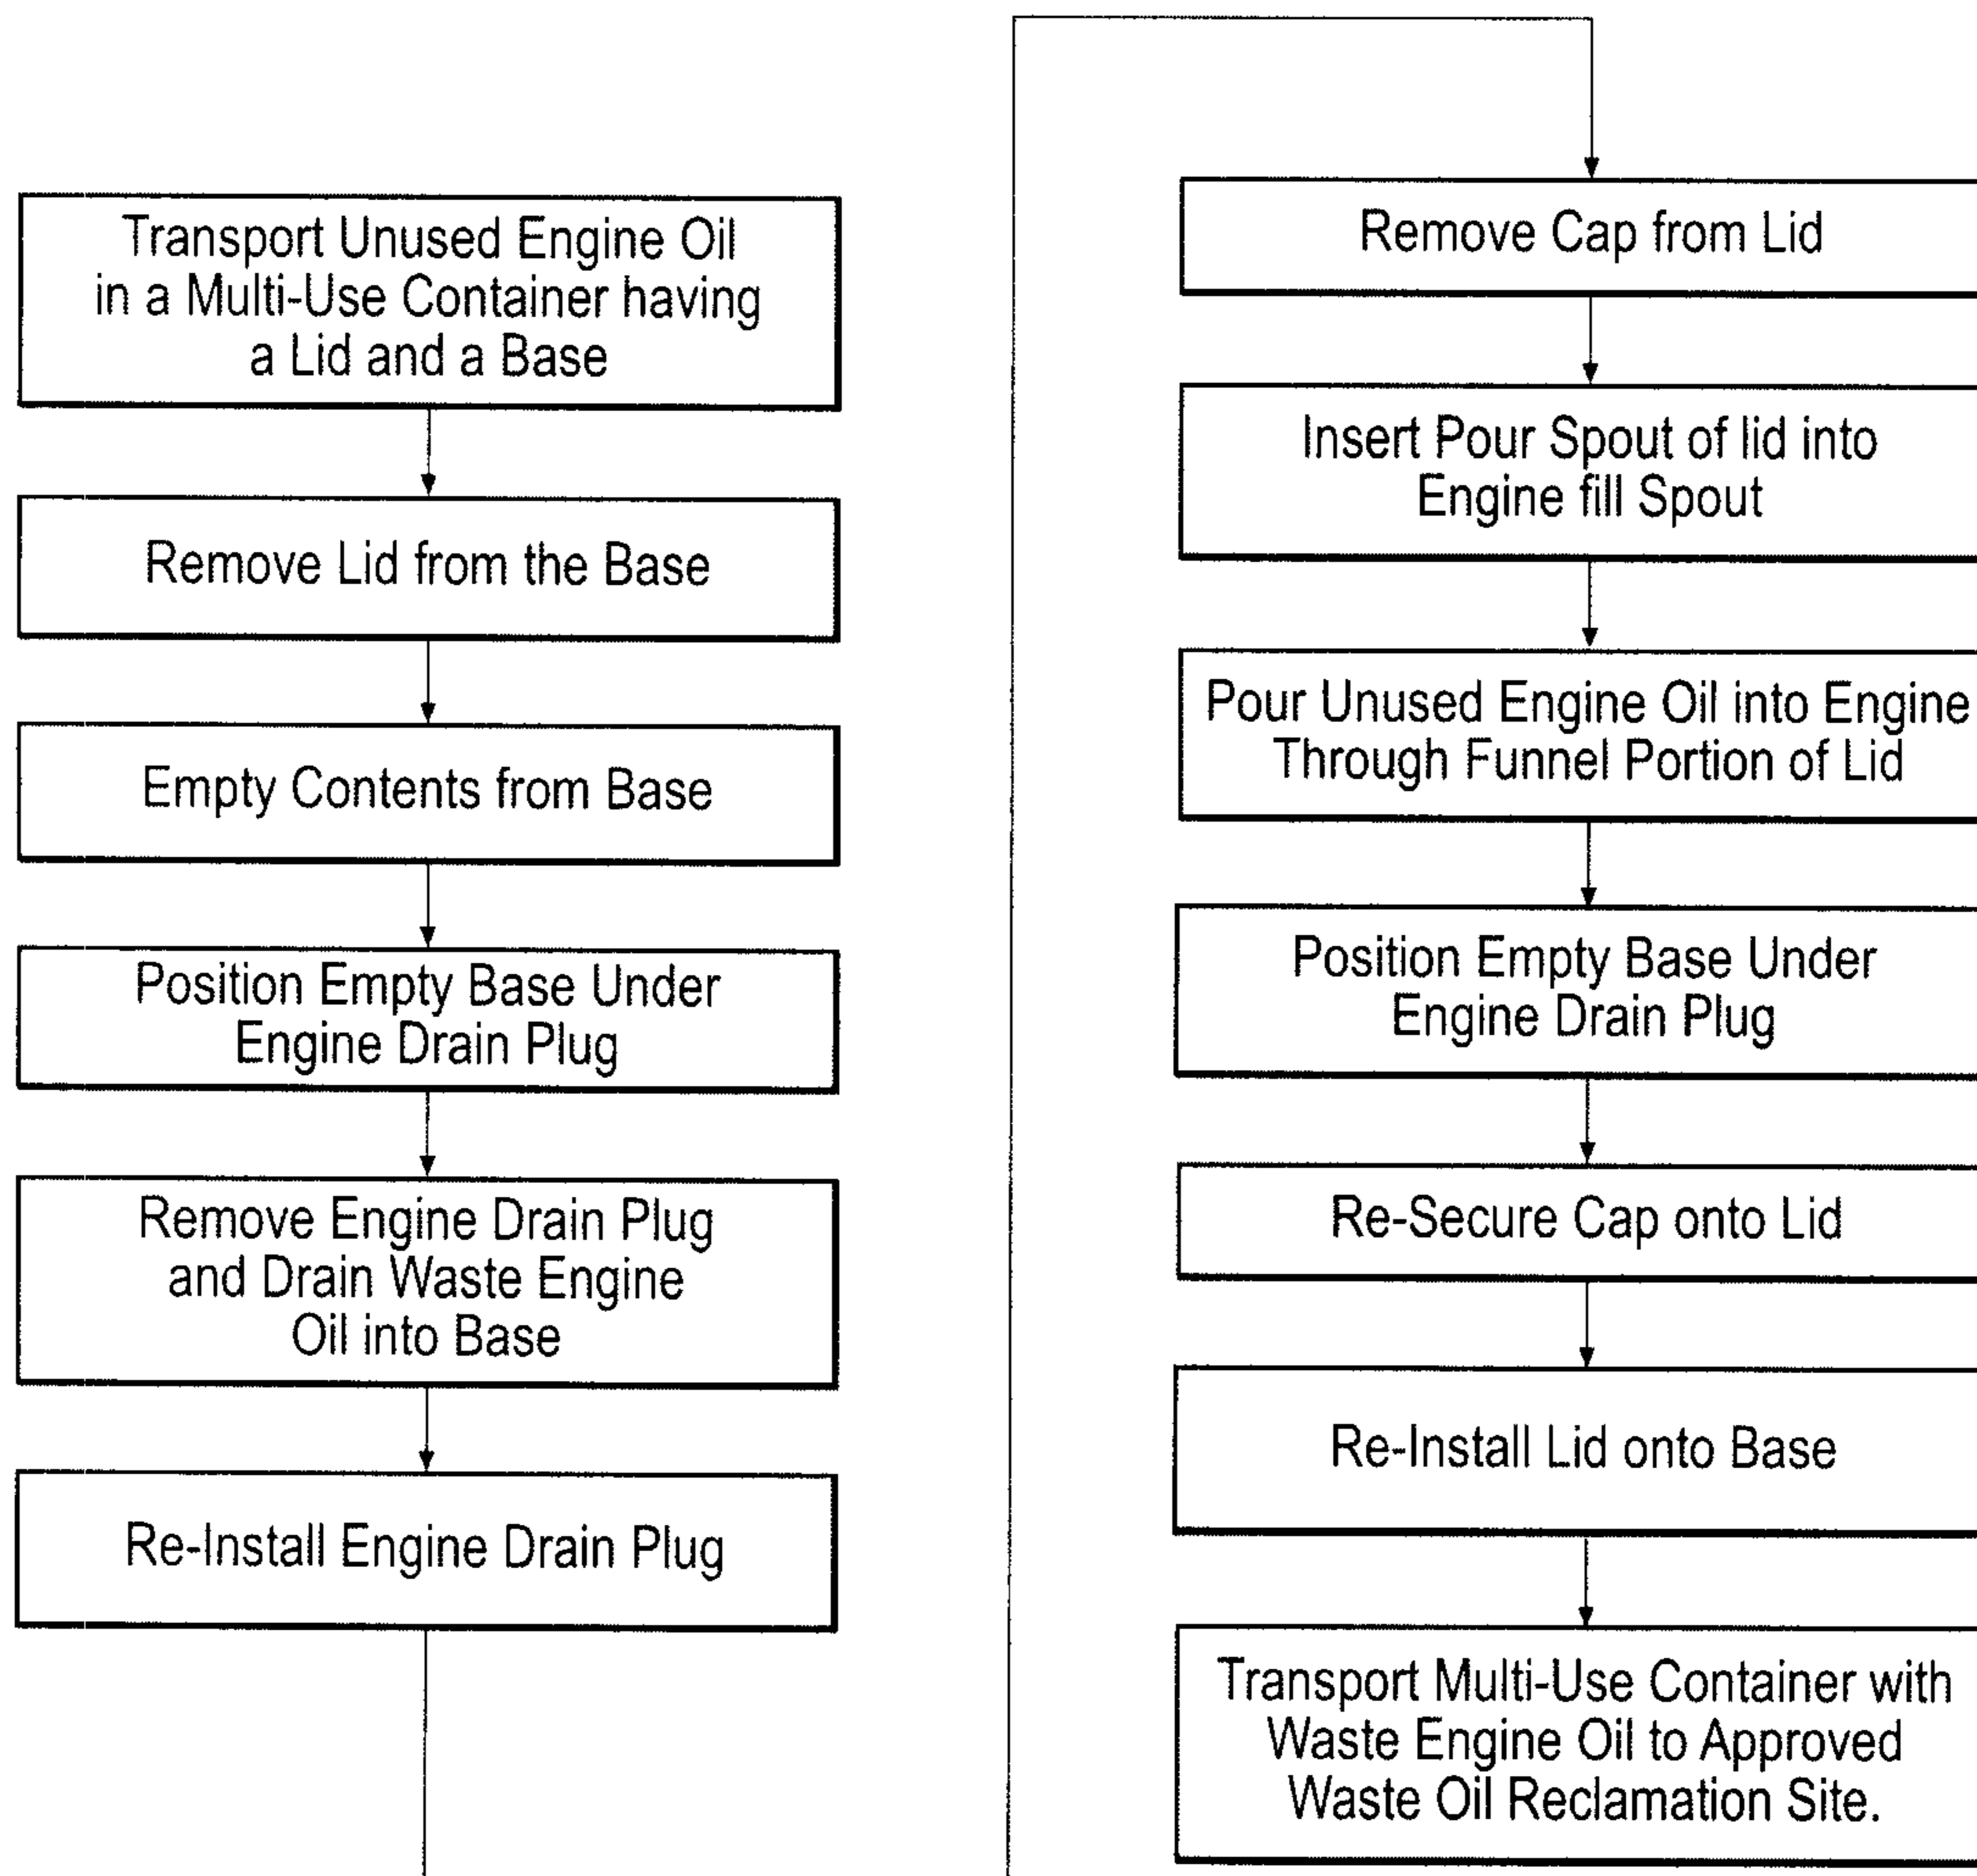 Transport Unused Engine Oil
in a Multi-Use Container having
a Lid and a Base
Remove Lid from the Base
Empty Contents from Base
Position Empty Base Under
Engine Drain Plug
Remove Engine Drain Plug
and Drain Waste Engine
Oil into Base
Re-Install Engine Drain Plug
Remove Cap from Lid
Insert Pour Spout of lid into
Engine fill Spout
Pour Unused Engine Oil into Engine
Through Funnel Portion of Lid
Position Empty Base Under
Engine Drain Plug
Re-Secure Cap onto Lid
Re-Install Lid onto Base
Transport Multi-Use Container with
Waste Engine Oil to Approved
Waste Oil Reclamation Site.